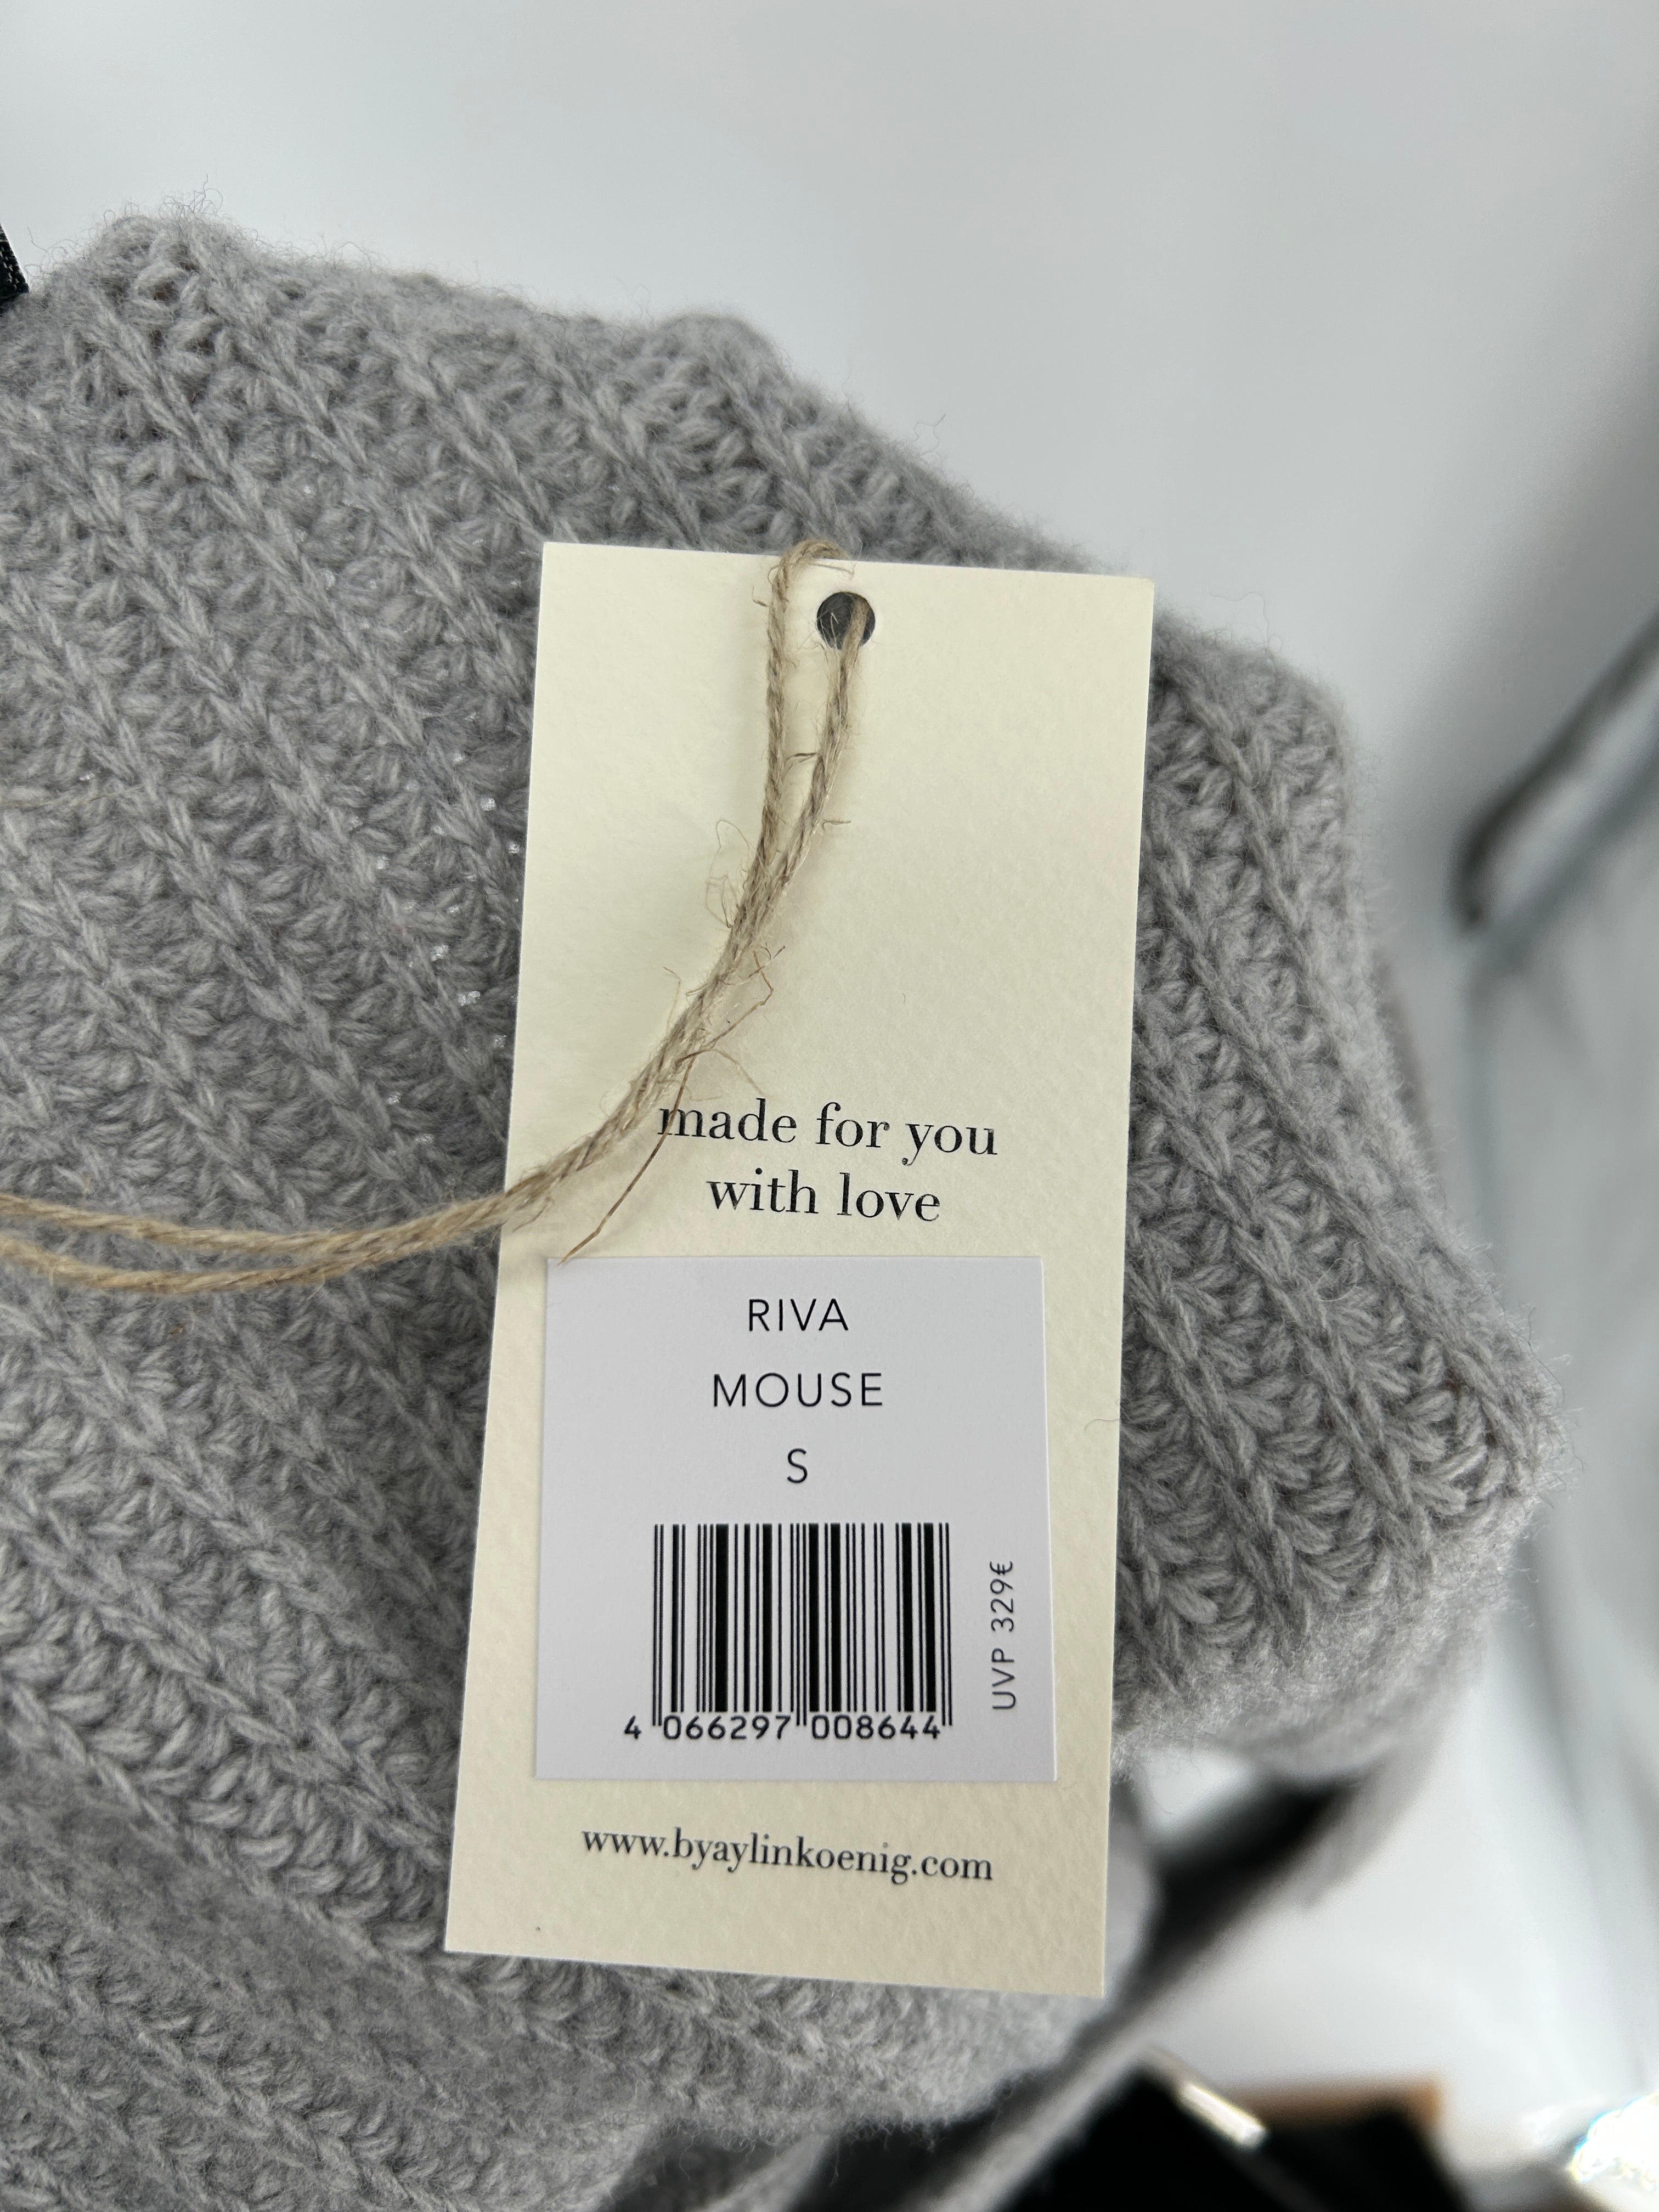 made for you
with love
RIVA
MOUSE
S
UVP 329€
4 066297 008644
www.byaylinkoenig.com